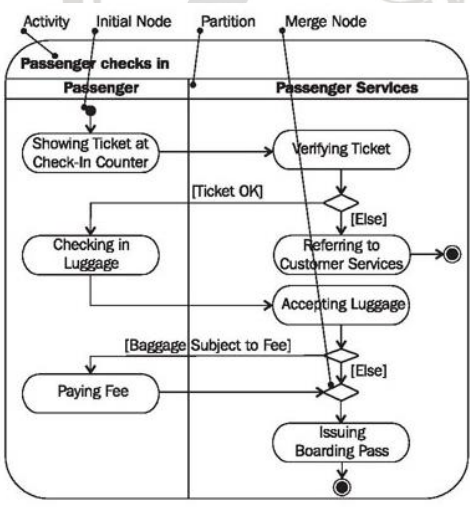 Activity Initial Node Partition Merge Node
Passenger checks in
Passenger Passenger Services
Showing Ticket at
Check-In Counter
Verifying Ticket
[Ticket OK]
[Else]
Checking in
Luggage
Referring to
Customer Services
Accepting Luggage
[Baggage Subject to Fee]
[Else]
Paying Fee
Issuing
Boarding Pass